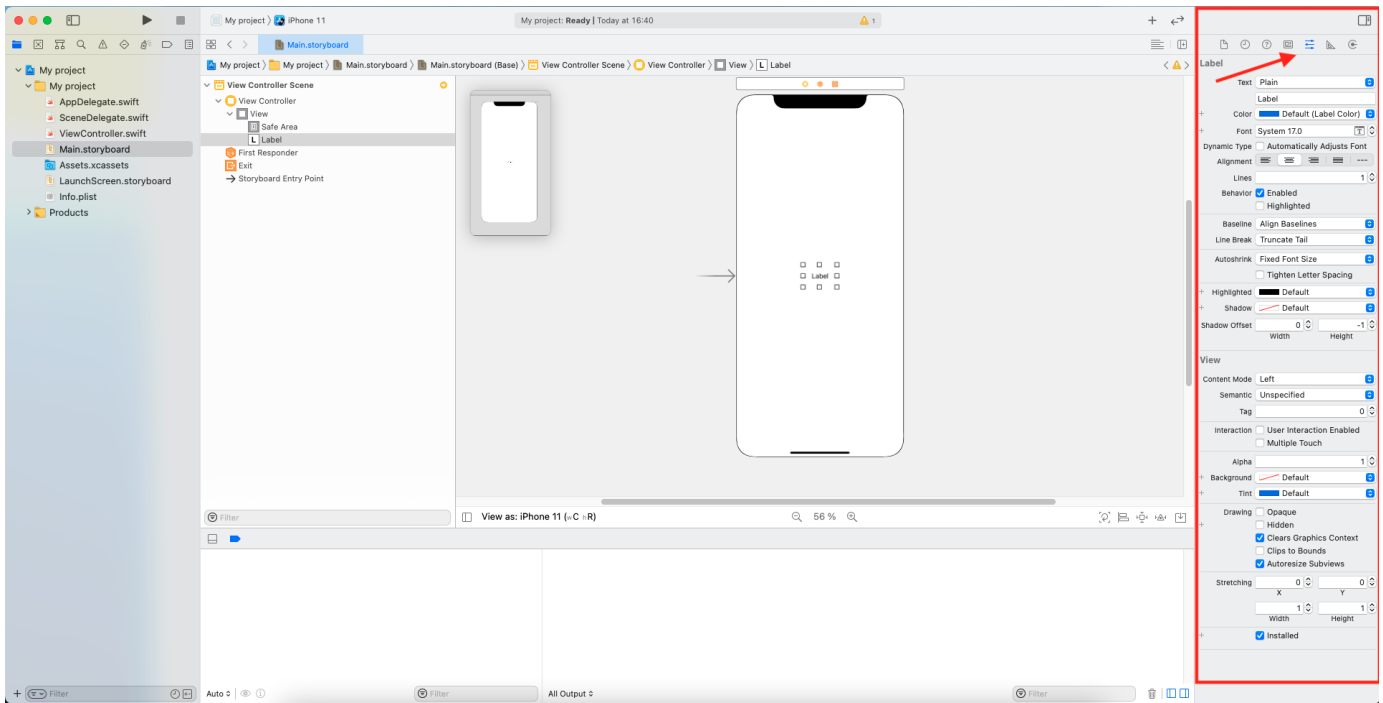 My project 〉 iPhone 11
My project: Ready | Today at 16:40
1
Main.storyboard
My project 〉 My project 〉 Main.storyboard 〉 Main.storyboard (Base) 〉 View Controller Scene 〉 View Controller 〉 View 〉 L Label
My project
My project
AppDelegate.swift
SceneDelegate.swift
ViewController.swift
Main.storyboard
Assets.xcassets
LaunchScreen.storyboard
Info.plist
Products
Filter
View Controller Scene
View Controller
View
Safe Area
L Label
First Responder
Exit
Storyboard Entry Point
Filter
Label
View as: iPhone 11 (wC hR)
56 %
Auto
Filter
All Output
Filter
Label
Text Plain
Label
Color Default (Label Color)
Font System 17.0
Dynamic Type Automatically Adjusts Font
Alignment
Lines 1
Behavior Enabled
Highlighted
Baseline Align Baselines
Line Break Truncate Tail
Autoshrink Fixed Font Size
Tighten Letter Spacing
Highlighted Default
Shadow Default
Shadow Offset 0 -1
Width Height
View
Content Mode Left
Semantic Unspecified
Tag 0
Interaction User Interaction Enabled
Multiple Touch
Alpha 1
Background Default
Tint Default
Drawing Opaque
Hidden
Clears Graphics Context
Clips to Bounds
Autoresize Subviews
Stretching 0 0
X Y
1 1
Width Height
Installed